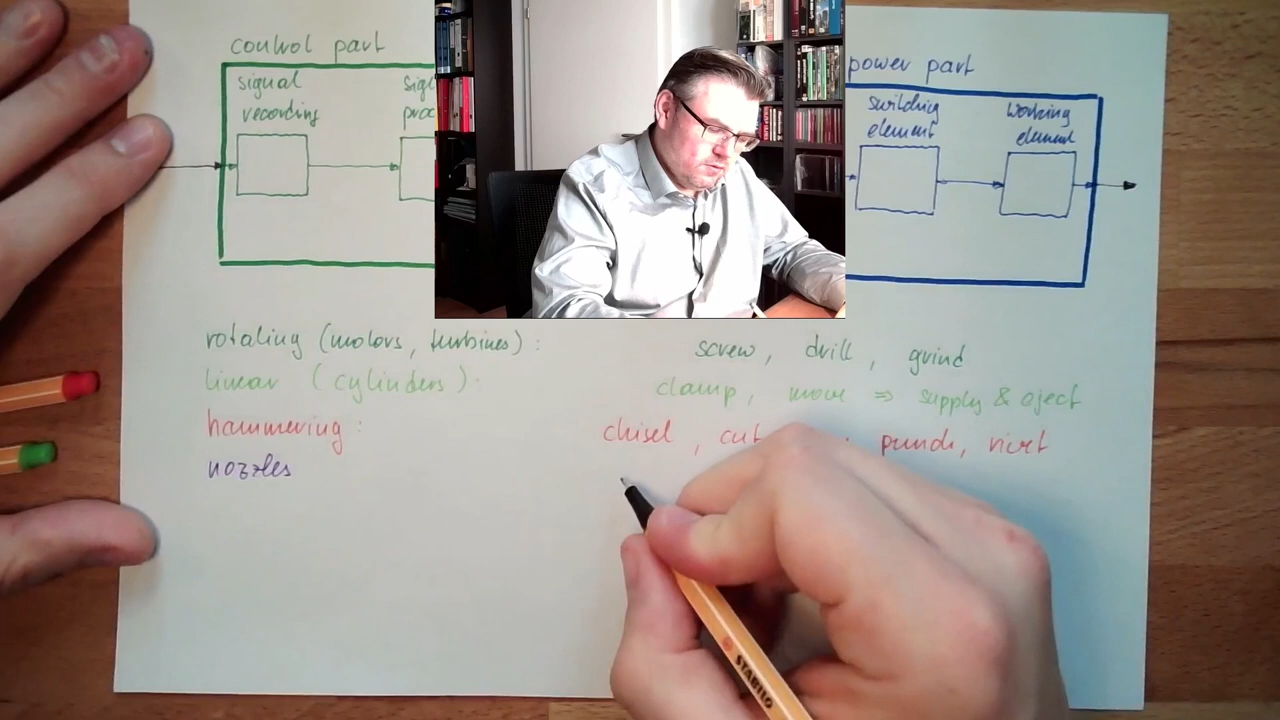 control part
power part
signal recording
switching element
working element
rotating (motors, turbines) : screw, drill, grind
linear (cylinders) : clamp, move ⇒ supply & eject
hammering : chisel, cut punch, rivet
nozzles
STABILO